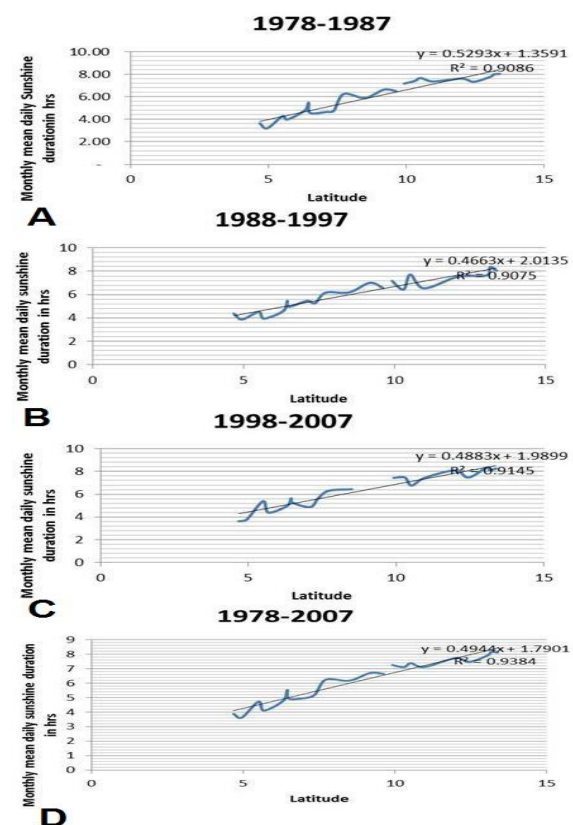 1978-1987
Monthly mean daily Sunshine
durationin hrs
10.00
8.00
6.00
4.00
2.00
-
y = 0.5293x + 1.3591
R² = 0.9086
5
10
15
Latitude
A
1988-1997
Monthly mean daily sunshine
duration in hrs
10
8
6
4
2
0
y = 0.4663x + 2.0135
R² = 0.9075
0
5
10
15
Latitude
B
1998-2007
Monthly mean daily sunshine
duration in hrs
10
8
6
4
2
0
y = 0.4883x + 1.9899
R² = 0.9145
0
5
10
15
Latitude
C
1978-2007
Monthly mean daily sunshine duration
in hrs
9
8
7
6
5
4
3
2
1
0
y = 0.4944x + 1.7901
R² = 0.9384
0
5
10
15
Latitude
D